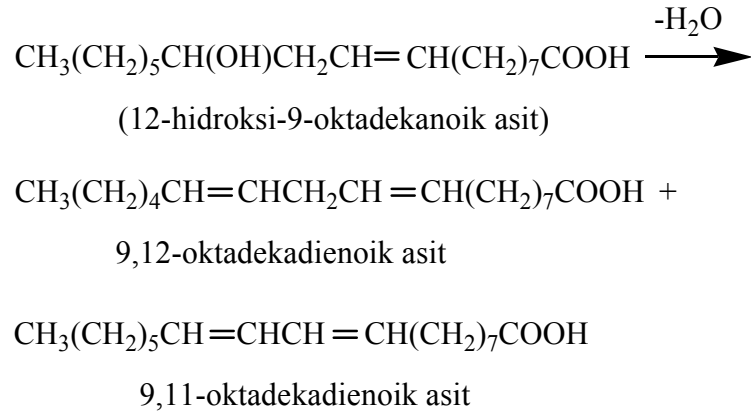 -H₂O
CH₃(CH₂)₅CH(OH)CH₂CH=CH(CH₂)₇COOH
(12-hidroksi-9-oktadekanoik asit)
CH₃(CH₂)₄CH=CHCH₂CH=CH(CH₂)₇COOH +
9,12-oktadekadienoik asit
CH₃(CH₂)₅CH=CHCH=CH(CH₂)₇COOH
9,11-oktadekadienoik asit